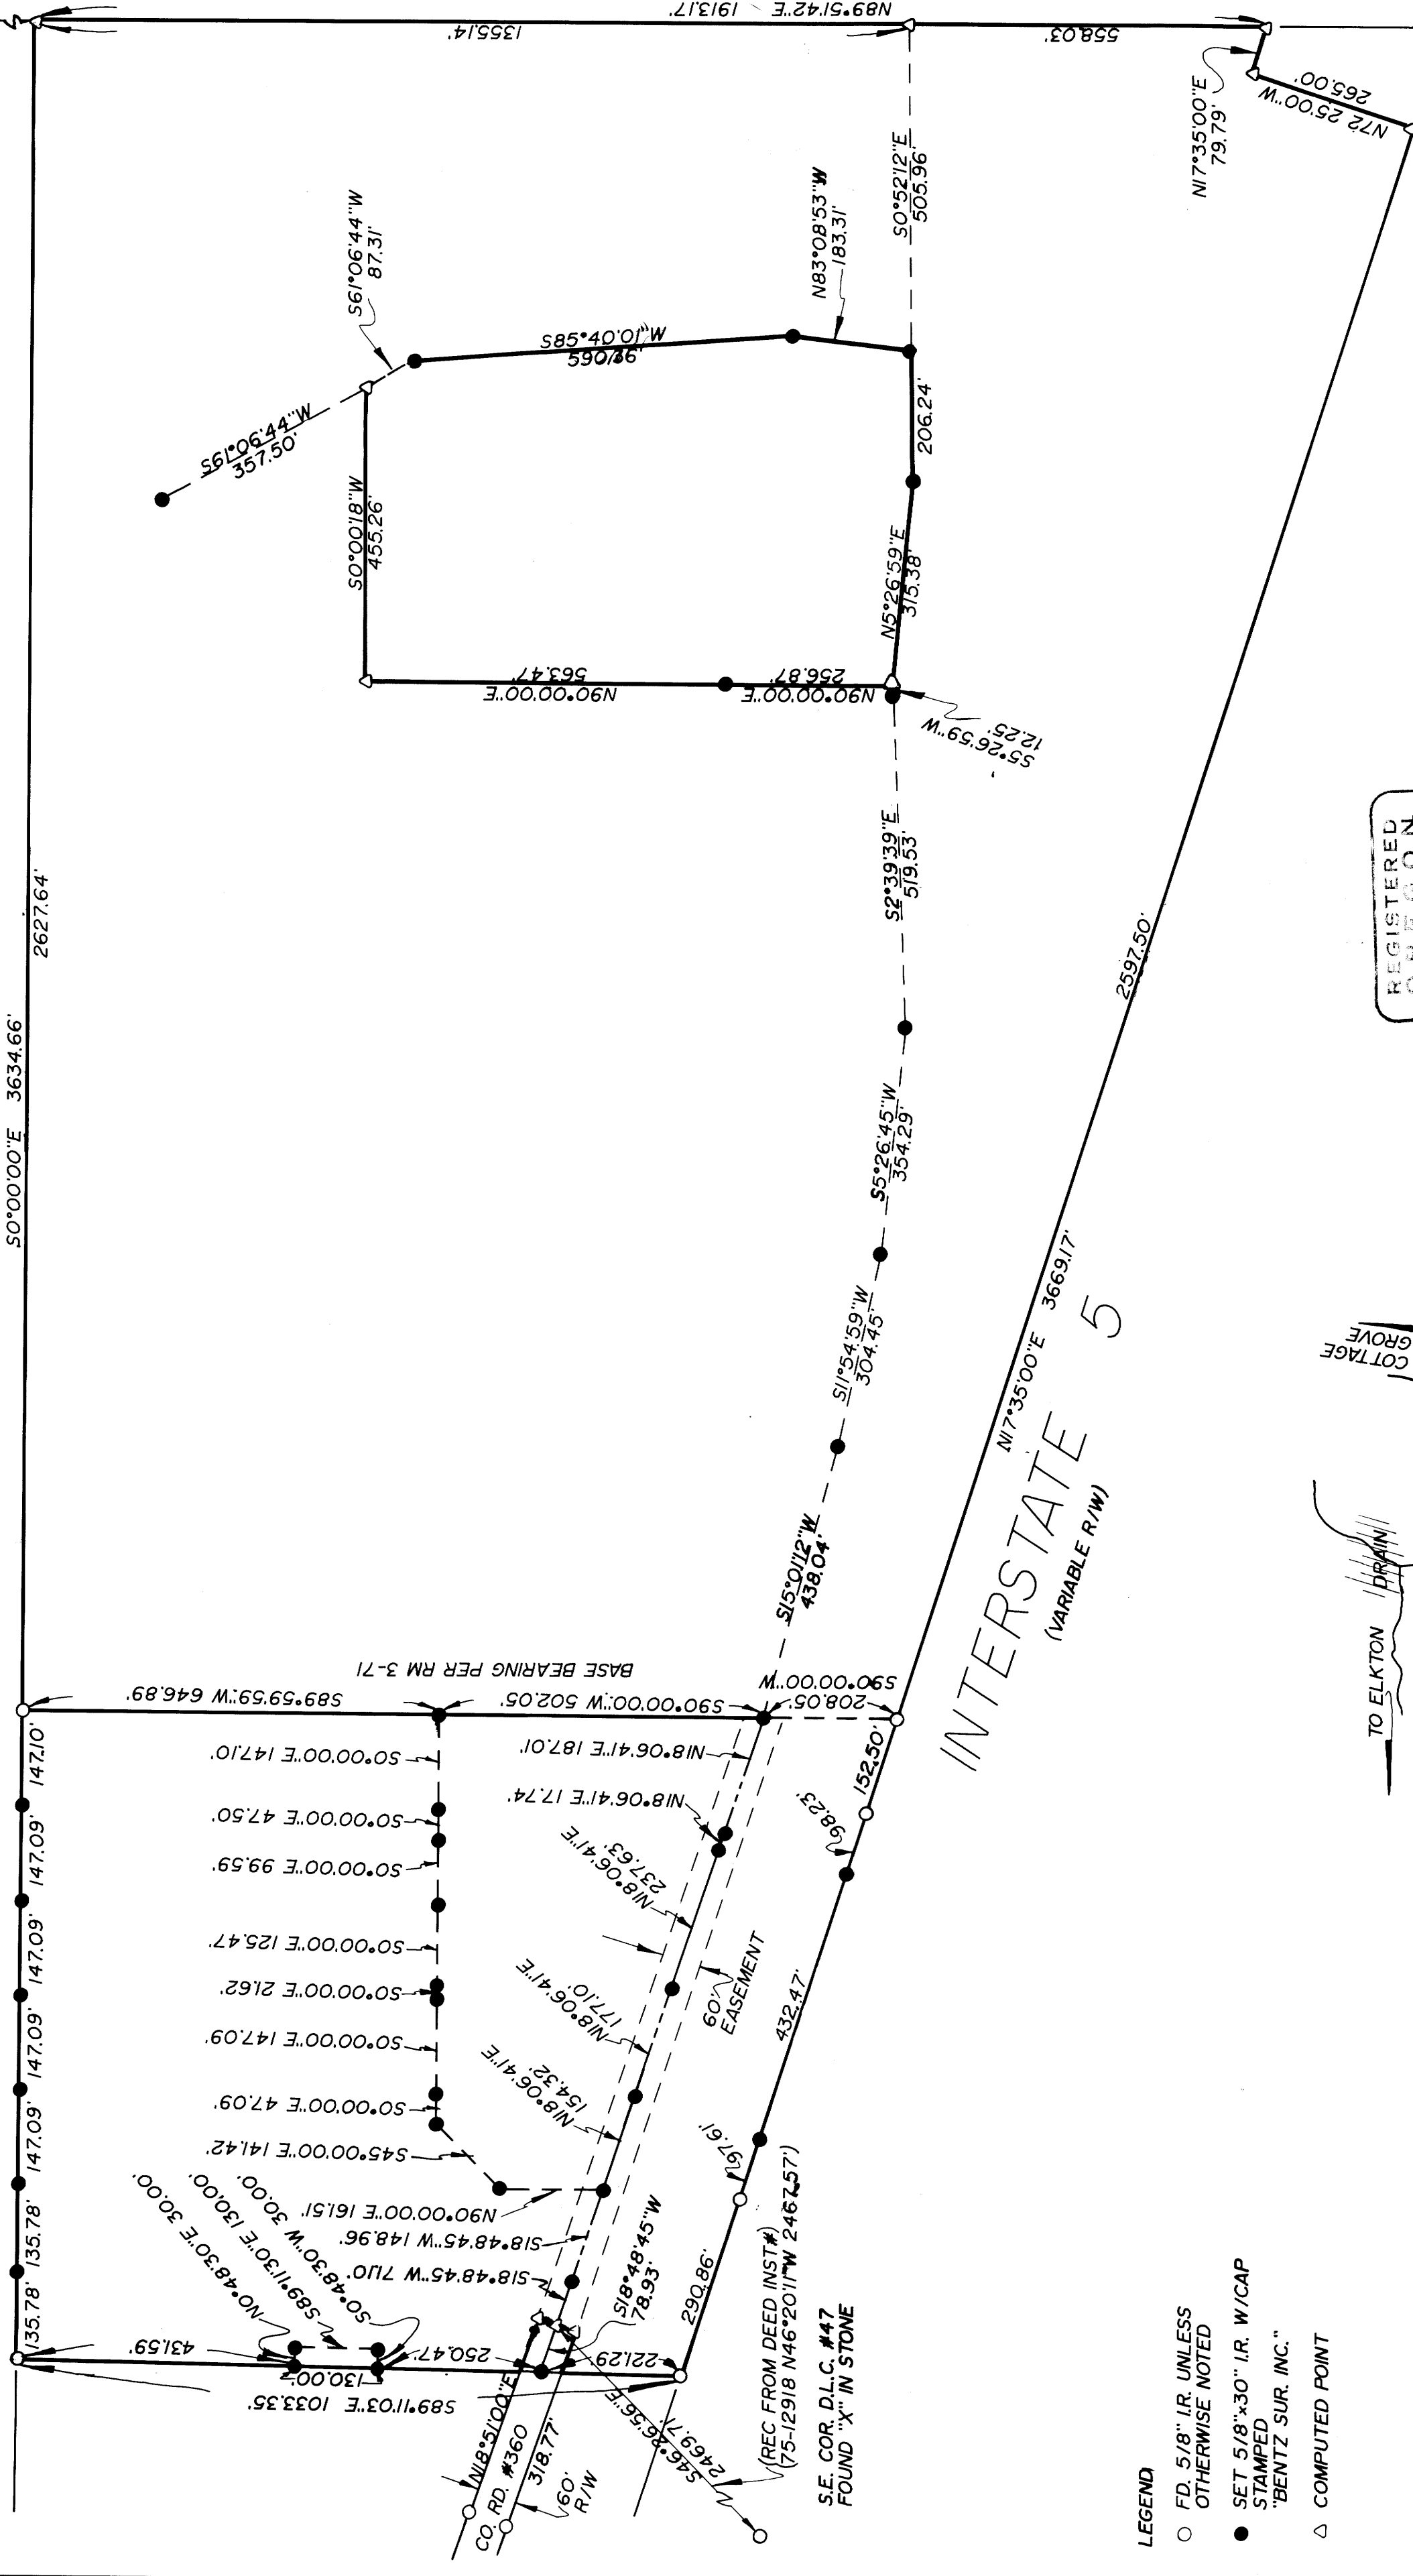 S0°00'00"E 3634.66'
2627.64'
N89°51'42"E 1913.17'
1355.14'
558.03'
N17°35'00"E
79.79'
N72°25'00"W
265.00'
S61°06'44"W
87.31'
S61°06'44"W
357.50'
S85°04'01"W
N83°08'53"W
183.31'
S0°52'12"E
505.96'
206.24'
S0°00'18"W
455.26'
N5°26'59"E
315.38'
N90°00'00"E
563.47'
N90°00'00"E
256.87'
S5°26'59"W
12.25'
S2°39'39"E
519.53'
S5°26'45"W
354.29'
S11°54'59"W
304.45'
S15°01'12"W
438.04'
2597.50'
N17°35'00"E 3669.17'
INTERSTATE 5
(VARIABLE R/W)
BASE BEARING PER RM 3-71
S89°59'59"W 646.89'
S90°00'00"W 502.05'
S90°00'00"W
208.05'
152.50'
98.23'
432.47'
97.61'
290.86'
147.10'
147.09'
147.09'
147.09'
147.09'
135.78'
135.78'
S0°00'00"E 147.10'
S0°00'00"E 47.50'
S0°00'00"E 99.59'
S0°00'00"E 125.47'
S0°00'00"E 21.62'
S0°00'00"E 147.09'
S0°00'00"E 47.09'
S45°00'00"E 141.42'
N90°00'00"E 161.51'
N18°06'41"E 187.01'
N18°06'41"E 17.74'
N18°06'41"E
237.63'
N18°06'41"E
177.10'
N18°06'41"E
154.32'
60'
EASEMENT
S18°48'45"W 148.96'
S18°48'45"W 71.10'
S18°48'45"W
78.93'
N0°48'30"E 30.00'
S89°11'30"E 130.00'
S0°48'30"W 30.00'
431.59'
130.00'
250.47'
221.29'
S89°11'03"E 1033.35'
N18°51'00"E
CO. RD. #360
318.77'
60'
R/W
S46°26'56"E
2469.71'
(REC FROM DEED INST#)
(75-12918 N46°20'11"W 2467.57')
S.E. COR. D.L.C. #47
FOUND "X" IN STONE
LEGEND
FD. 5/8" I.R. UNLESS
OTHERWISE NOTED
SET 5/8"x30" I.R. W/CAP
STAMPED
"BENTZ SUR. INC."
COMPUTED POINT
TO ELKTON
DRAIN
COTTAGE
GROVE
REGISTERED
OREGON